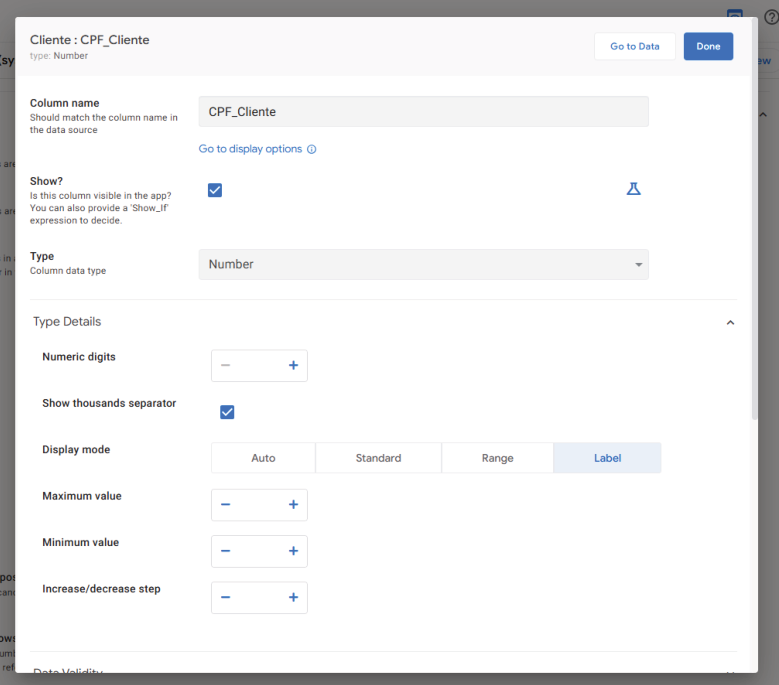 Cliente : CPF_Cliente
type: Number
Go to Data
Done
Column name
Should match the column name in
the data source
CPF_Cliente
Go to display options
Show?
Is this column visible in the app?
You can also provide a 'Show_If'
expression to decide.
Type
Column data type
Number
Type Details
Numeric digits
− +
Show thousands separator
Display mode
Auto Standard Range Label
Maximum value
− +
Minimum value
− +
Increase/decrease step
− +
Data Validity